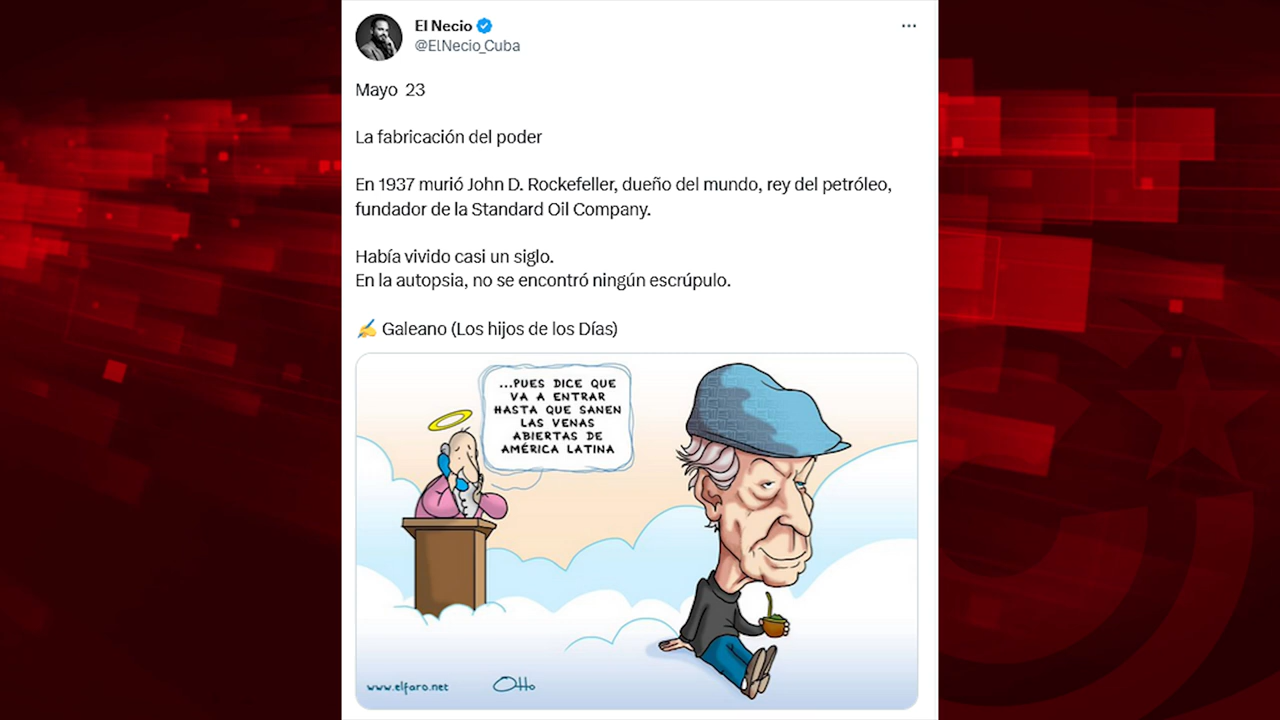 El Necio
@ElNecio_Cuba
Mayo 23
La fabricación del poder
En 1937 murió John D. Rockefeller, dueño del mundo, rey del petróleo,
fundador de la Standard Oil Company.
Había vivido casi un siglo.
En la autopsia, no se encontró ningún escrúpulo.
✍ Galeano (Los hijos de los Días)
...PUES DICE QUE
VA A ENTRAR
HASTA QUE SANEN
LAS VENAS
ABIERTAS DE
AMÉRICA LATINA
www.elfaro.net
Otto